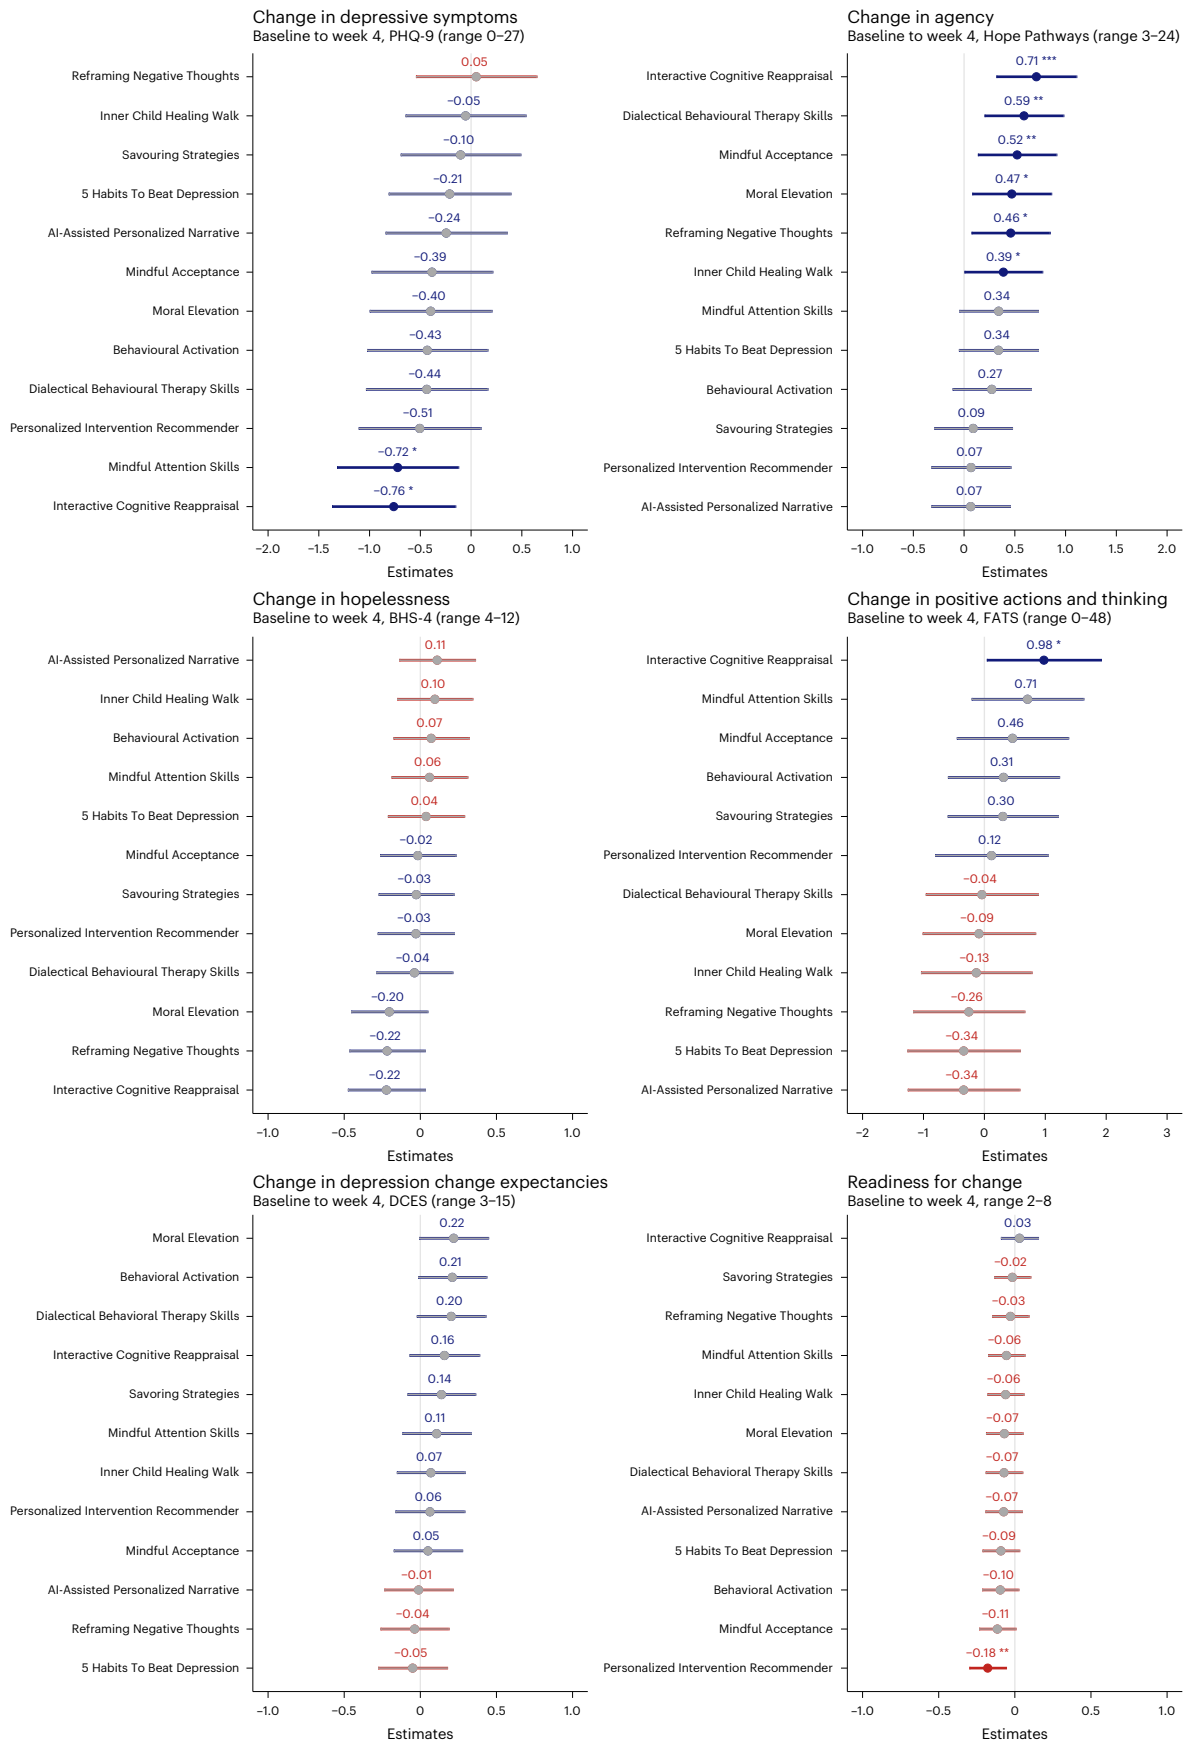 Change in depressive symptoms
Baseline to week 4, PHQ-9 (range 0–27)
0.05
Reframing Negative Thoughts
−0.05
Inner Child Healing Walk
−0.10
Savouring Strategies
−0.21
5 Habits To Beat Depression
−0.24
AI-Assisted Personalized Narrative
−0.39
Mindful Acceptance
−0.40
Moral Elevation
−0.43
Behavioural Activation
−0.44
Dialectical Behavioural Therapy Skills
−0.51
Personalized Intervention Recommender
−0.72 *
Mindful Attention Skills
−0.76 *
Interactive Cognitive Reappraisal
−2.0 −1.5 −1.0 −0.5 0 0.5 1.0
Estimates
Change in agency
Baseline to week 4, Hope Pathways (range 3–24)
0.71 ***
Interactive Cognitive Reappraisal
0.59 **
Dialectical Behavioural Therapy Skills
0.52 **
Mindful Acceptance
0.47 *
Moral Elevation
0.46 *
Reframing Negative Thoughts
0.39 *
Inner Child Healing Walk
0.34
Mindful Attention Skills
0.34
5 Habits To Beat Depression
0.27
Behavioural Activation
0.09
Savouring Strategies
0.07
Personalized Intervention Recommender
0.07
AI-Assisted Personalized Narrative
−1.0 −0.5 0 0.5 1.0 1.5 2.0
Estimates
Change in hopelessness
Baseline to week 4, BHS-4 (range 4–12)
0.11
AI-Assisted Personalized Narrative
0.10
Inner Child Healing Walk
0.07
Behavioural Activation
0.06
Mindful Attention Skills
0.04
5 Habits To Beat Depression
−0.02
Mindful Acceptance
−0.03
Savouring Strategies
−0.03
Personalized Intervention Recommender
−0.04
Dialectical Behavioural Therapy Skills
−0.20
Moral Elevation
−0.22
Reframing Negative Thoughts
−0.22
Interactive Cognitive Reappraisal
−1.0 −0.5 0 0.5 1.0
Estimates
Change in positive actions and thinking
Baseline to week 4, FATS (range 0–48)
0.98 *
Interactive Cognitive Reappraisal
0.71
Mindful Attention Skills
0.46
Mindful Acceptance
0.31
Behavioural Activation
0.30
Savouring Strategies
0.12
Personalized Intervention Recommender
−0.04
Dialectical Behavioural Therapy Skills
−0.09
Moral Elevation
−0.13
Inner Child Healing Walk
−0.26
Reframing Negative Thoughts
−0.34
5 Habits To Beat Depression
−0.34
AI-Assisted Personalized Narrative
−2 −1 0 1 2 3
Estimates
Change in depression change expectancies
Baseline to week 4, DCES (range 3–15)
0.22
Moral Elevation
0.21
Behavioral Activation
0.20
Dialectical Behavioral Therapy Skills
0.16
Interactive Cognitive Reappraisal
0.14
Savoring Strategies
0.11
Mindful Attention Skills
0.07
Inner Child Healing Walk
0.06
Personalized Intervention Recommender
0.05
Mindful Acceptance
−0.01
AI-Assisted Personalized Narrative
−0.04
Reframing Negative Thoughts
−0.05
5 Habits To Beat Depression
−1.0 −0.5 0 0.5 1.0
Estimates
Readiness for change
Baseline to week 4, range 2–8
0.03
Interactive Cognitive Reappraisal
−0.02
Savoring Strategies
−0.03
Reframing Negative Thoughts
−0.06
Mindful Attention Skills
−0.06
Inner Child Healing Walk
−0.07
Moral Elevation
−0.07
Dialectical Behavioral Therapy Skills
−0.07
AI-Assisted Personalized Narrative
−0.09
5 Habits To Beat Depression
−0.10
Behavioral Activation
−0.11
Mindful Acceptance
−0.18 **
Personalized Intervention Recommender
−1.0 −0.5 0 0.5 1.0
Estimates